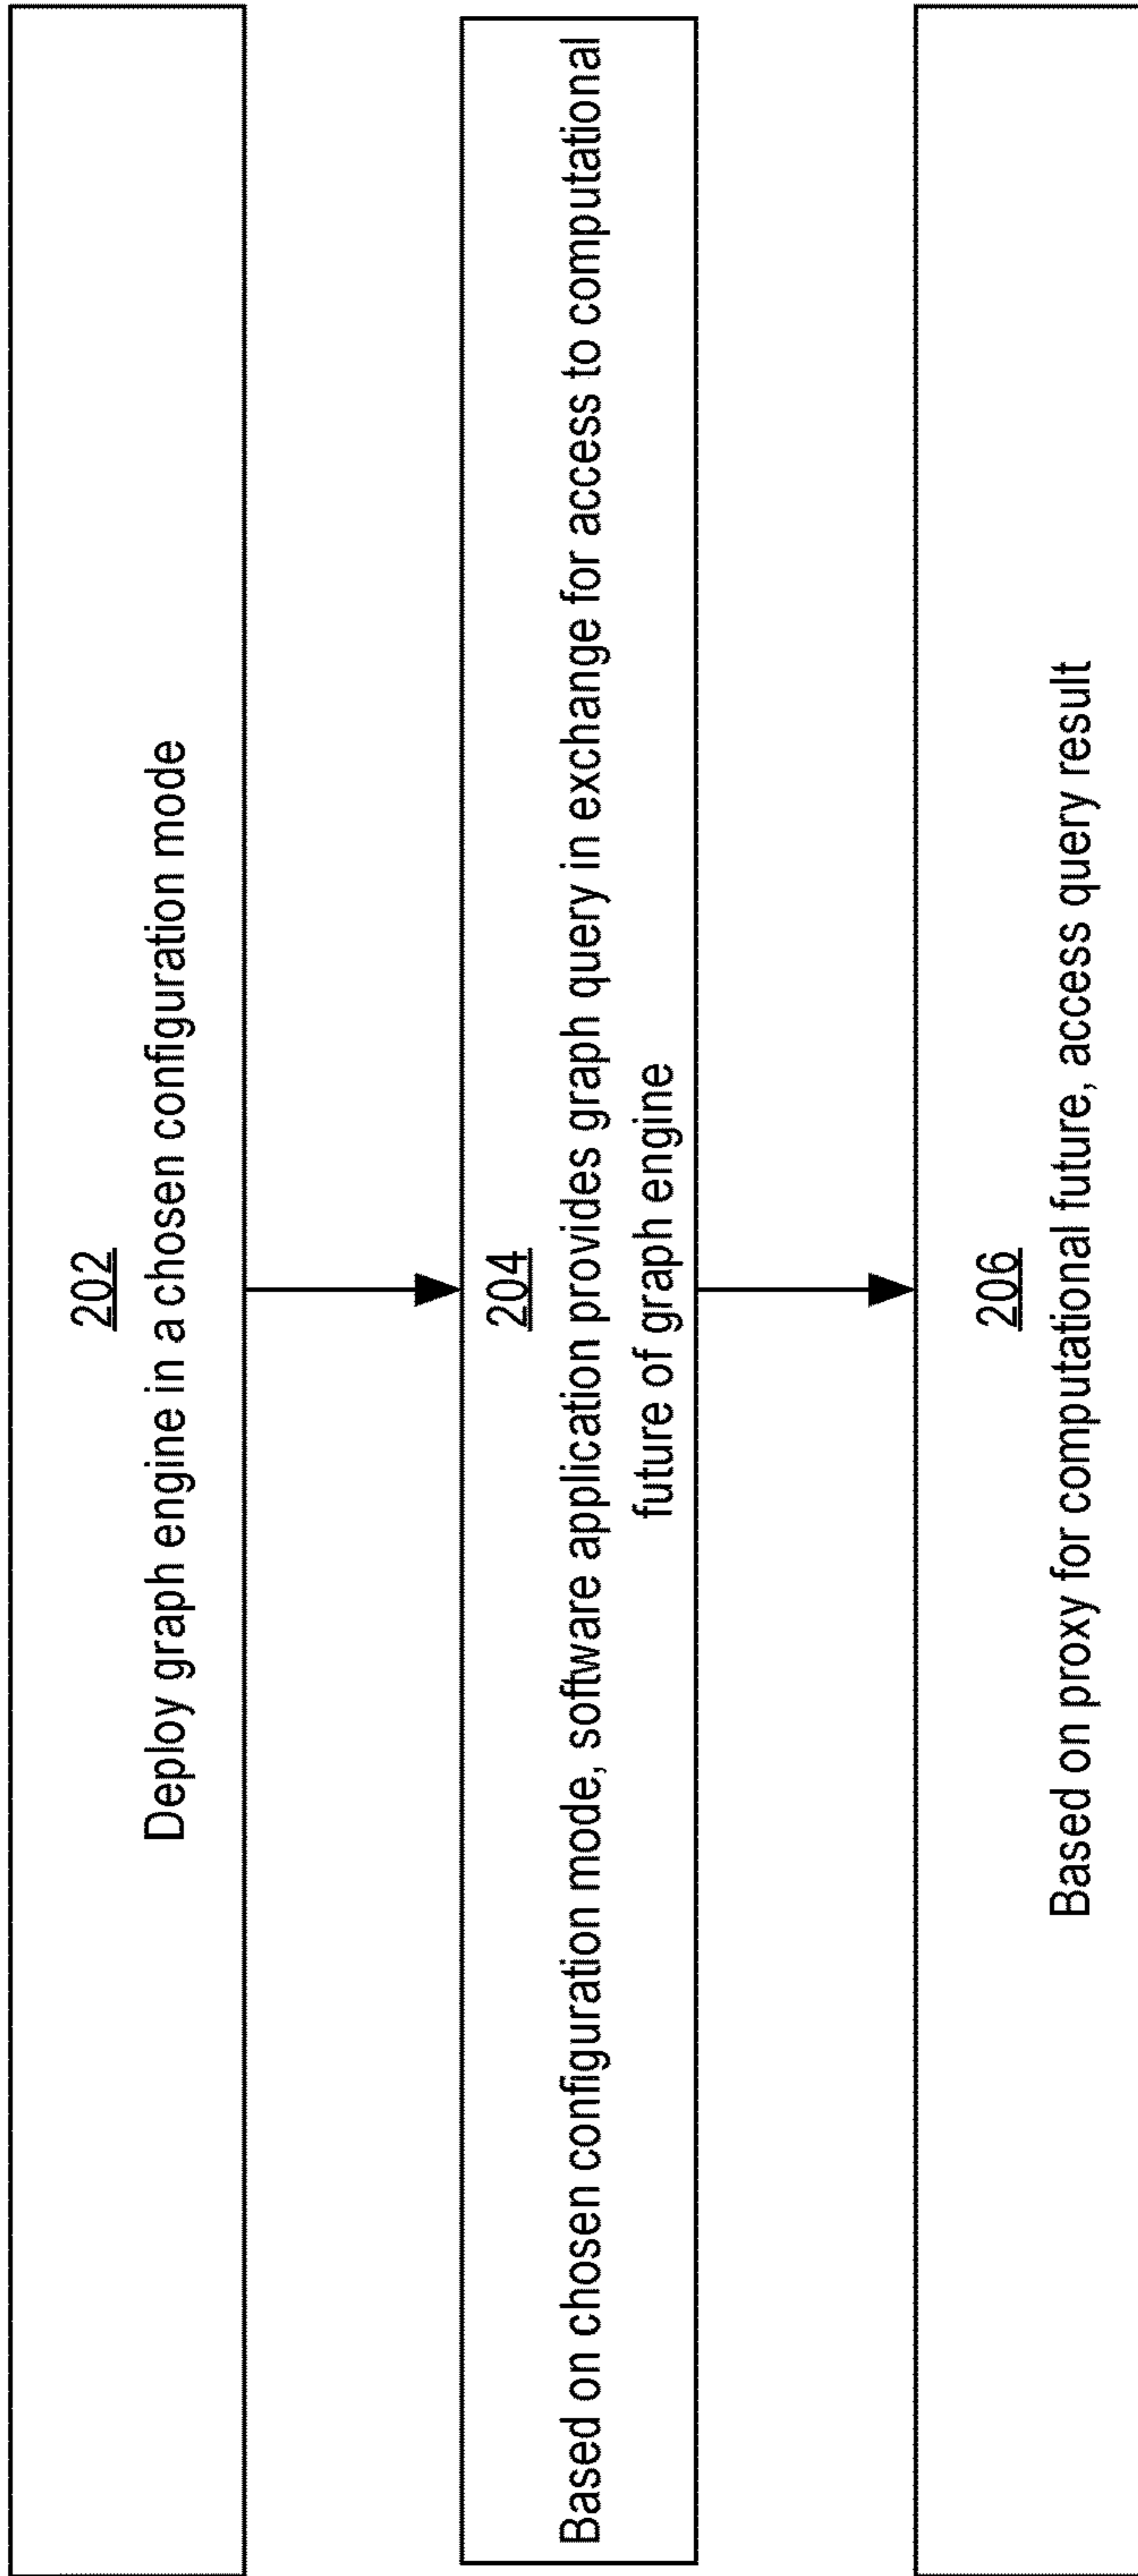 202
Deploy graph engine in a chosen configuration mode
204
Based on chosen configuration mode, software application provides graph query in exchange for access to computational
future of graph engine
206
Based on proxy for computational future, access query result